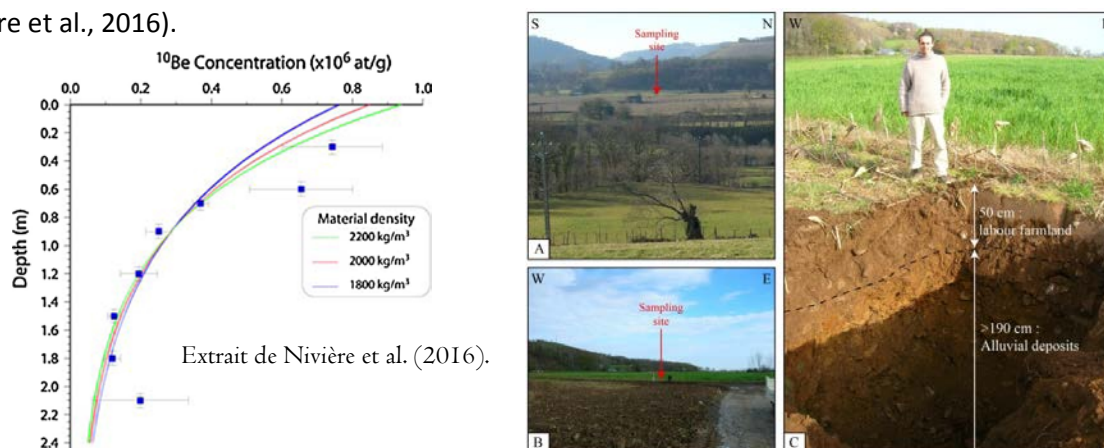 re et al., 2016).
10Be Concentration (x10^6 at/g)
0.0 0.2 0.4 0.6 0.8 1.0
Depth (m)
0.0
0.2
0.4
0.6
0.8
1.0
1.2
1.4
1.6
1.8
2.0
2.2
2.4
Material density
2200 kg/m³
2000 kg/m³
1800 kg/m³
Extrait de Nivière et al. (2016).
S N
Sampling
site
A
W E
Sampling
site
B
W
50 cm :
labour farmland
>190 cm :
Alluvial deposits
C